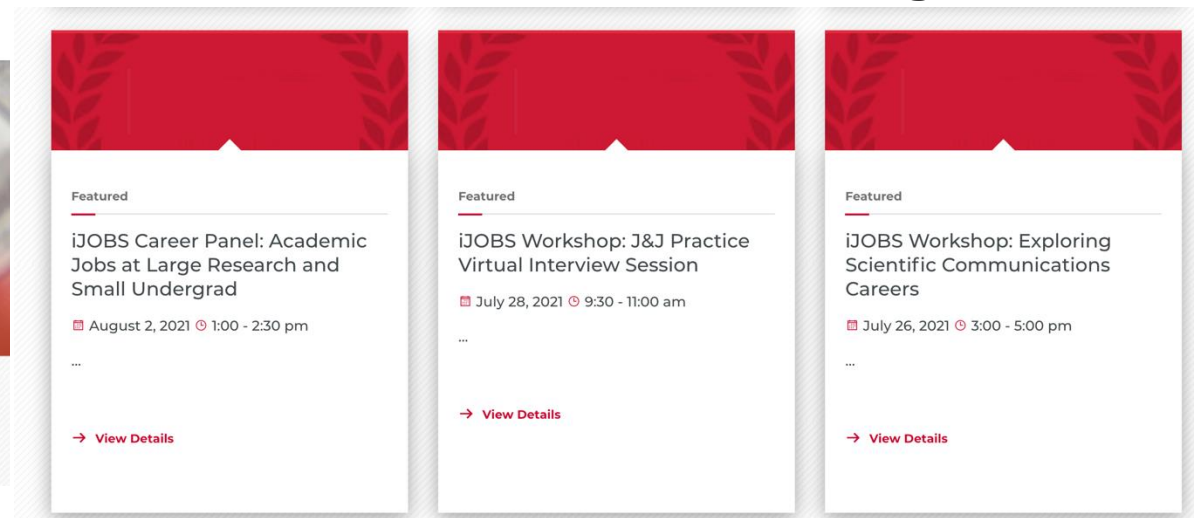 Featured
iJOBS Career Panel: Academic
Jobs at Large Research and
Small Undergrad
August 2, 2021 1:00 - 2:30 pm
...
→ View Details
Featured
iJOBS Workshop: J&J Practice
Virtual Interview Session
July 28, 2021 9:30 - 11:00 am
...
→ View Details
Featured
iJOBS Workshop: Exploring
Scientific Communications
Careers
July 26, 2021 3:00 - 5:00 pm
...
→ View Details